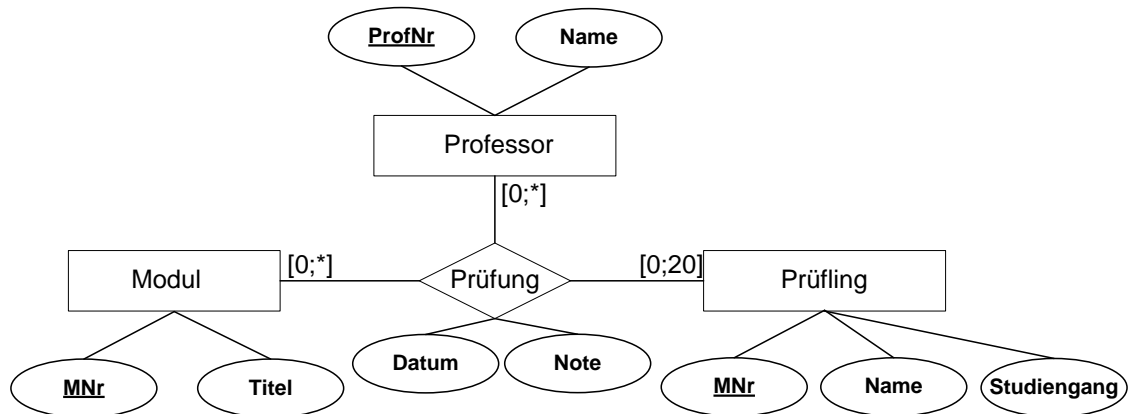 ProfNr Name
Professor
[0;*]
Modul [0;*] Prüfung [0;20] Prüfling
Datum Note
MNr Titel MNr Name Studiengang